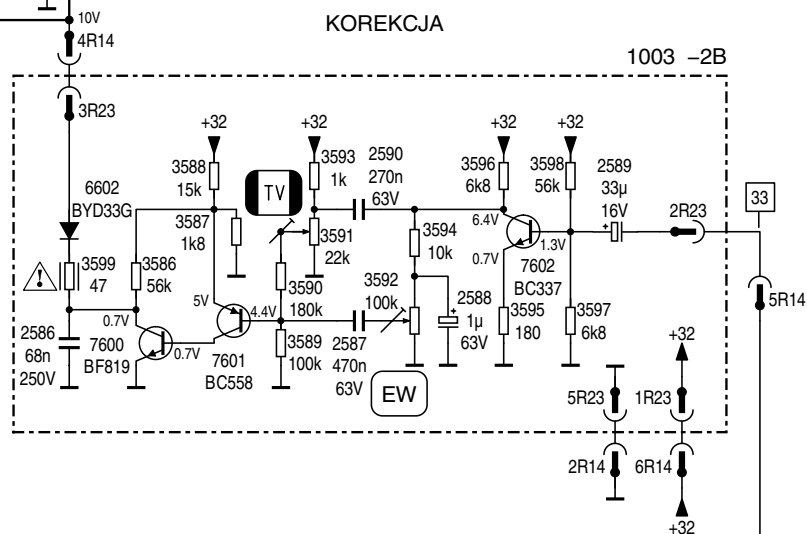 10V
KOREKCJA
4R14
1003 –2B
3R23
+32
+32
+32
+32
3588
15k
TV
3593
1k
2590
270n
63V
3596
6k8
3598
56k
2589
33µ
16V
33
6602
BYD33G
3587
1k8
3591
22k
3594
10k
6.4V
1.3V
+
2R23
3599
47
3586
56k
3590
180k
3592
100k
0.7V
7602
BC337
5R14
5V
4.4V
2588
1µ
63V
+
3595
180
3597
6k8
2586
68n
250V
0.7V
7600
BF819
0.7V
7601
BC558
3589
100k
2587
470n
63V
EW
+32
5R23
1R23
2R14
6R14
+32